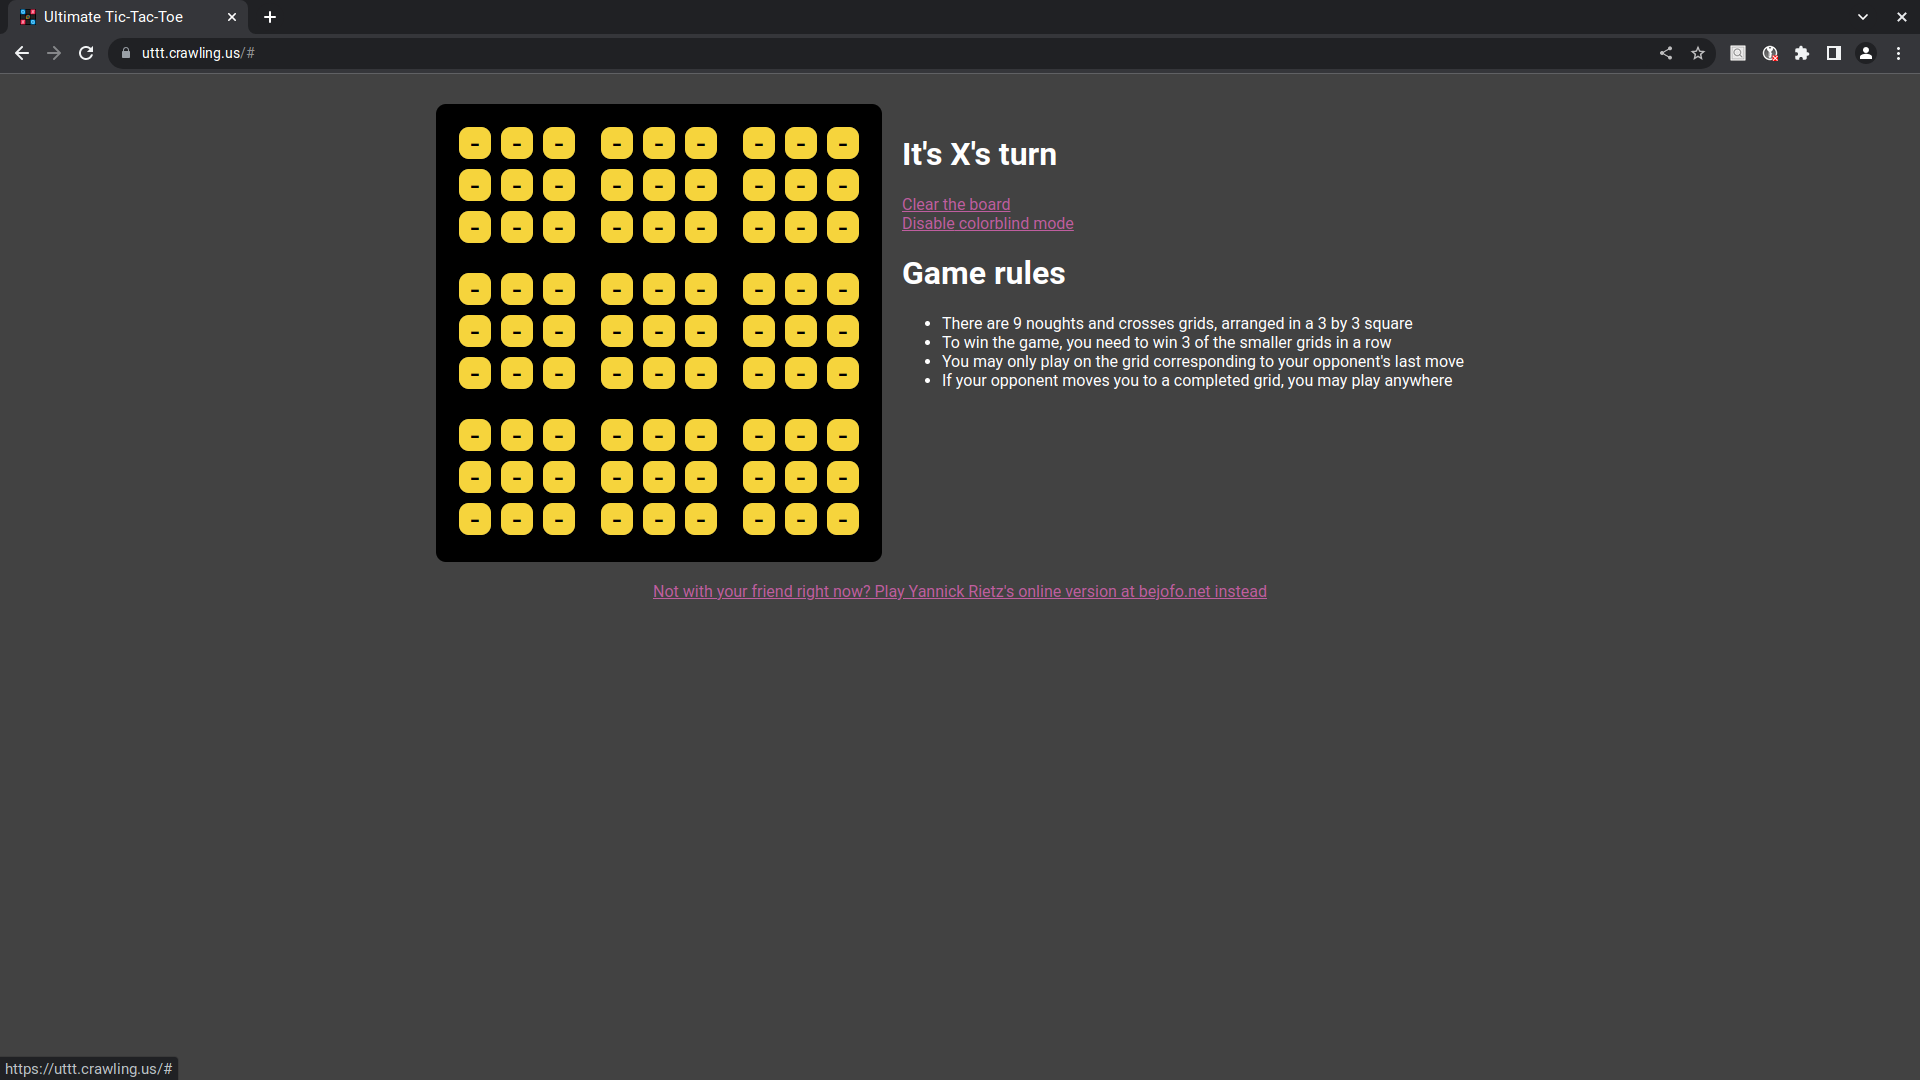 Ultimate Tic-Tac-Toe
uttt.crawling.us/#
- - - - - - - - -
- - - - - - - - -
- - - - - - - - -
- - - - - - - - -
- - - - - - - - -
- - - - - - - - -
- - - - - - - - -
- - - - - - - - -
- - - - - - - - -
It's X's turn
Clear the board
Disable colorblind mode
Game rules
• There are 9 noughts and crosses grids, arranged in a 3 by 3 square
• To win the game, you need to win 3 of the smaller grids in a row
• You may only play on the grid corresponding to your opponent's last move
• If your opponent moves you to a completed grid, you may play anywhere
Not with your friend right now? Play Yannick Rietz's online version at bejofo.net instead
https://uttt.crawling.us/#